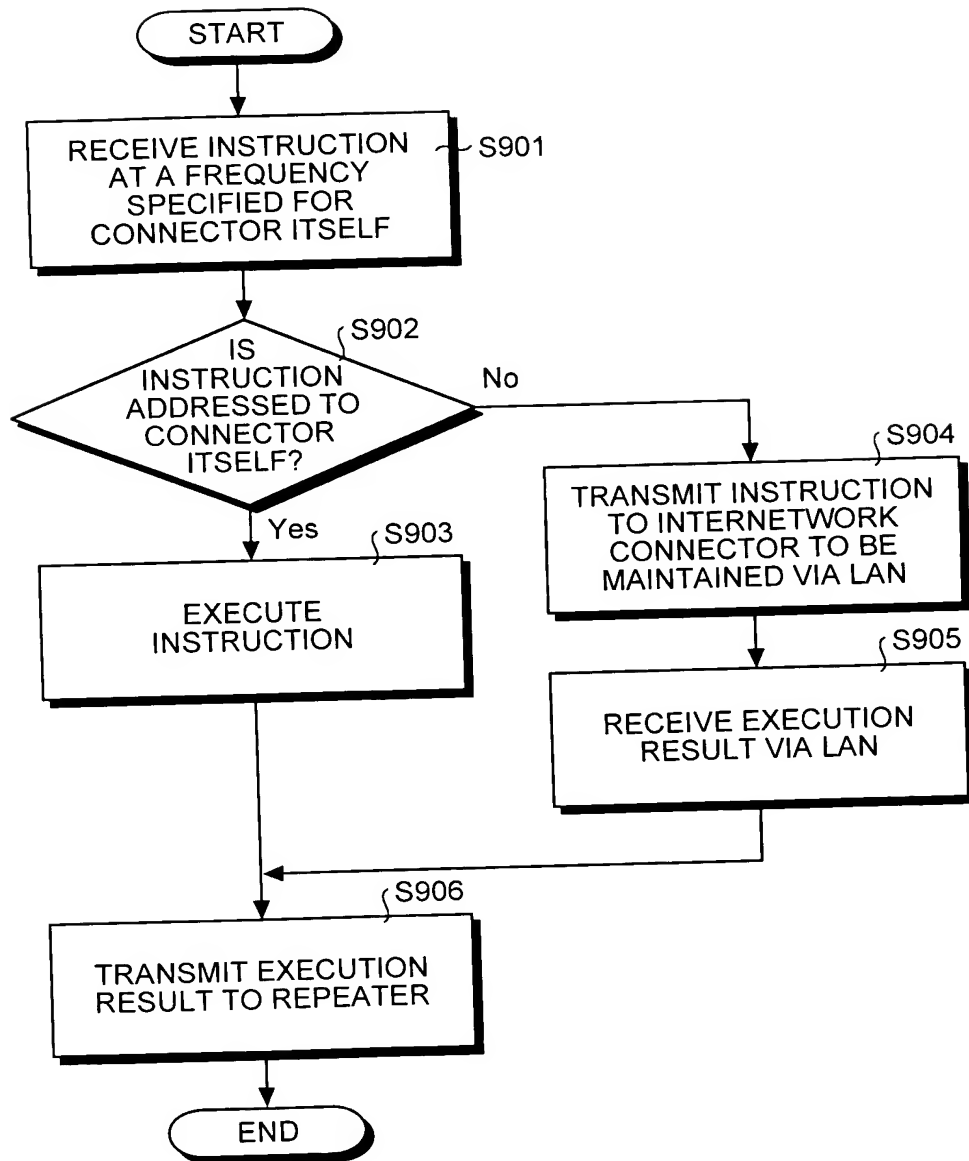 START
RECEIVE INSTRUCTION
AT A FREQUENCY
SPECIFIED FOR
CONNECTOR ITSELF
S901
S902
IS
INSTRUCTION
ADDRESSED TO
CONNECTOR
ITSELF?
No
Yes
S903
EXECUTE
INSTRUCTION
S904
TRANSMIT INSTRUCTION
TO INTERNETWORK
CONNECTOR TO BE
MAINTAINED VIA LAN
S905
RECEIVE EXECUTION
RESULT VIA LAN
S906
TRANSMIT EXECUTION
RESULT TO REPEATER
END